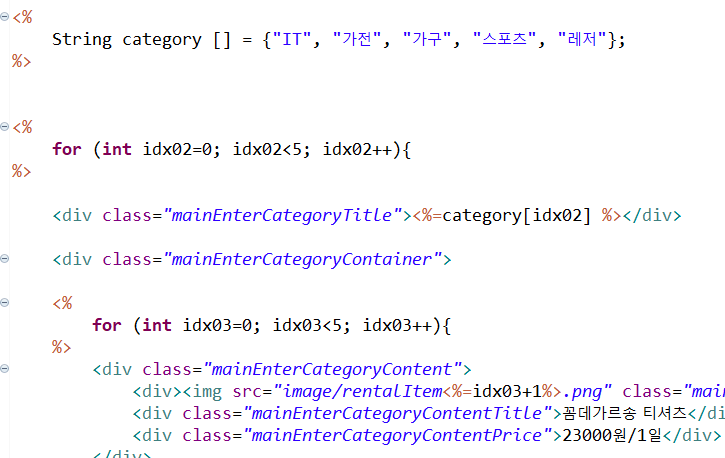 <%
String category [] = {"IT", "가전", "가구", "스포츠", "레저"};
%>
<%
for (int idx02=0; idx02<5; idx02++){
%>
<div class="mainEnterCategoryTitle"><%=category[idx02] %></div>
<div class="mainEnterCategoryContainer">
<%
for (int idx03=0; idx03<5; idx03++){
%>
<div class="mainEnterCategoryContent">
<div><img src="image/rentalItem<%=idx03+1%>.png" class="mai
<div class="mainEnterCategoryContentTitle">꼼데가르송 티셔츠</di
<div class="mainEnterCategoryContentPrice">23000원/1일</div>
</div>